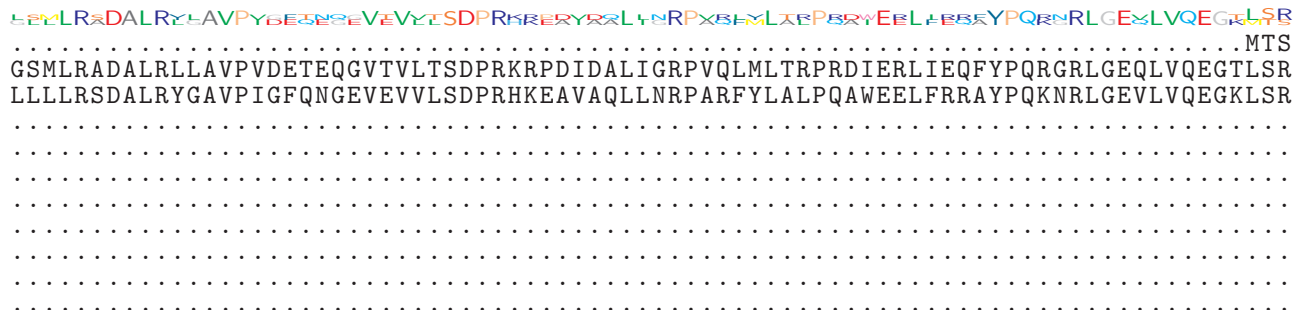 .............................................................................MTS
GSMLRADALRLLAVPVDETEQGVTVLTSDPRKRPDIDALIGRPVQLMLTRPRDIERLIEQFYPQRGRLGEQLVQEGTLSR
LLLLRSDALRYGAVPIGFQNGEVEVVLSDPRHKEAVAQLLNRPARFYLALPQAWEELFRRAYPQKNRLGEVLVQEGKLSR
................................................................................
................................................................................
................................................................................
................................................................................
................................................................................
................................................................................
................................................................................
................................................................................